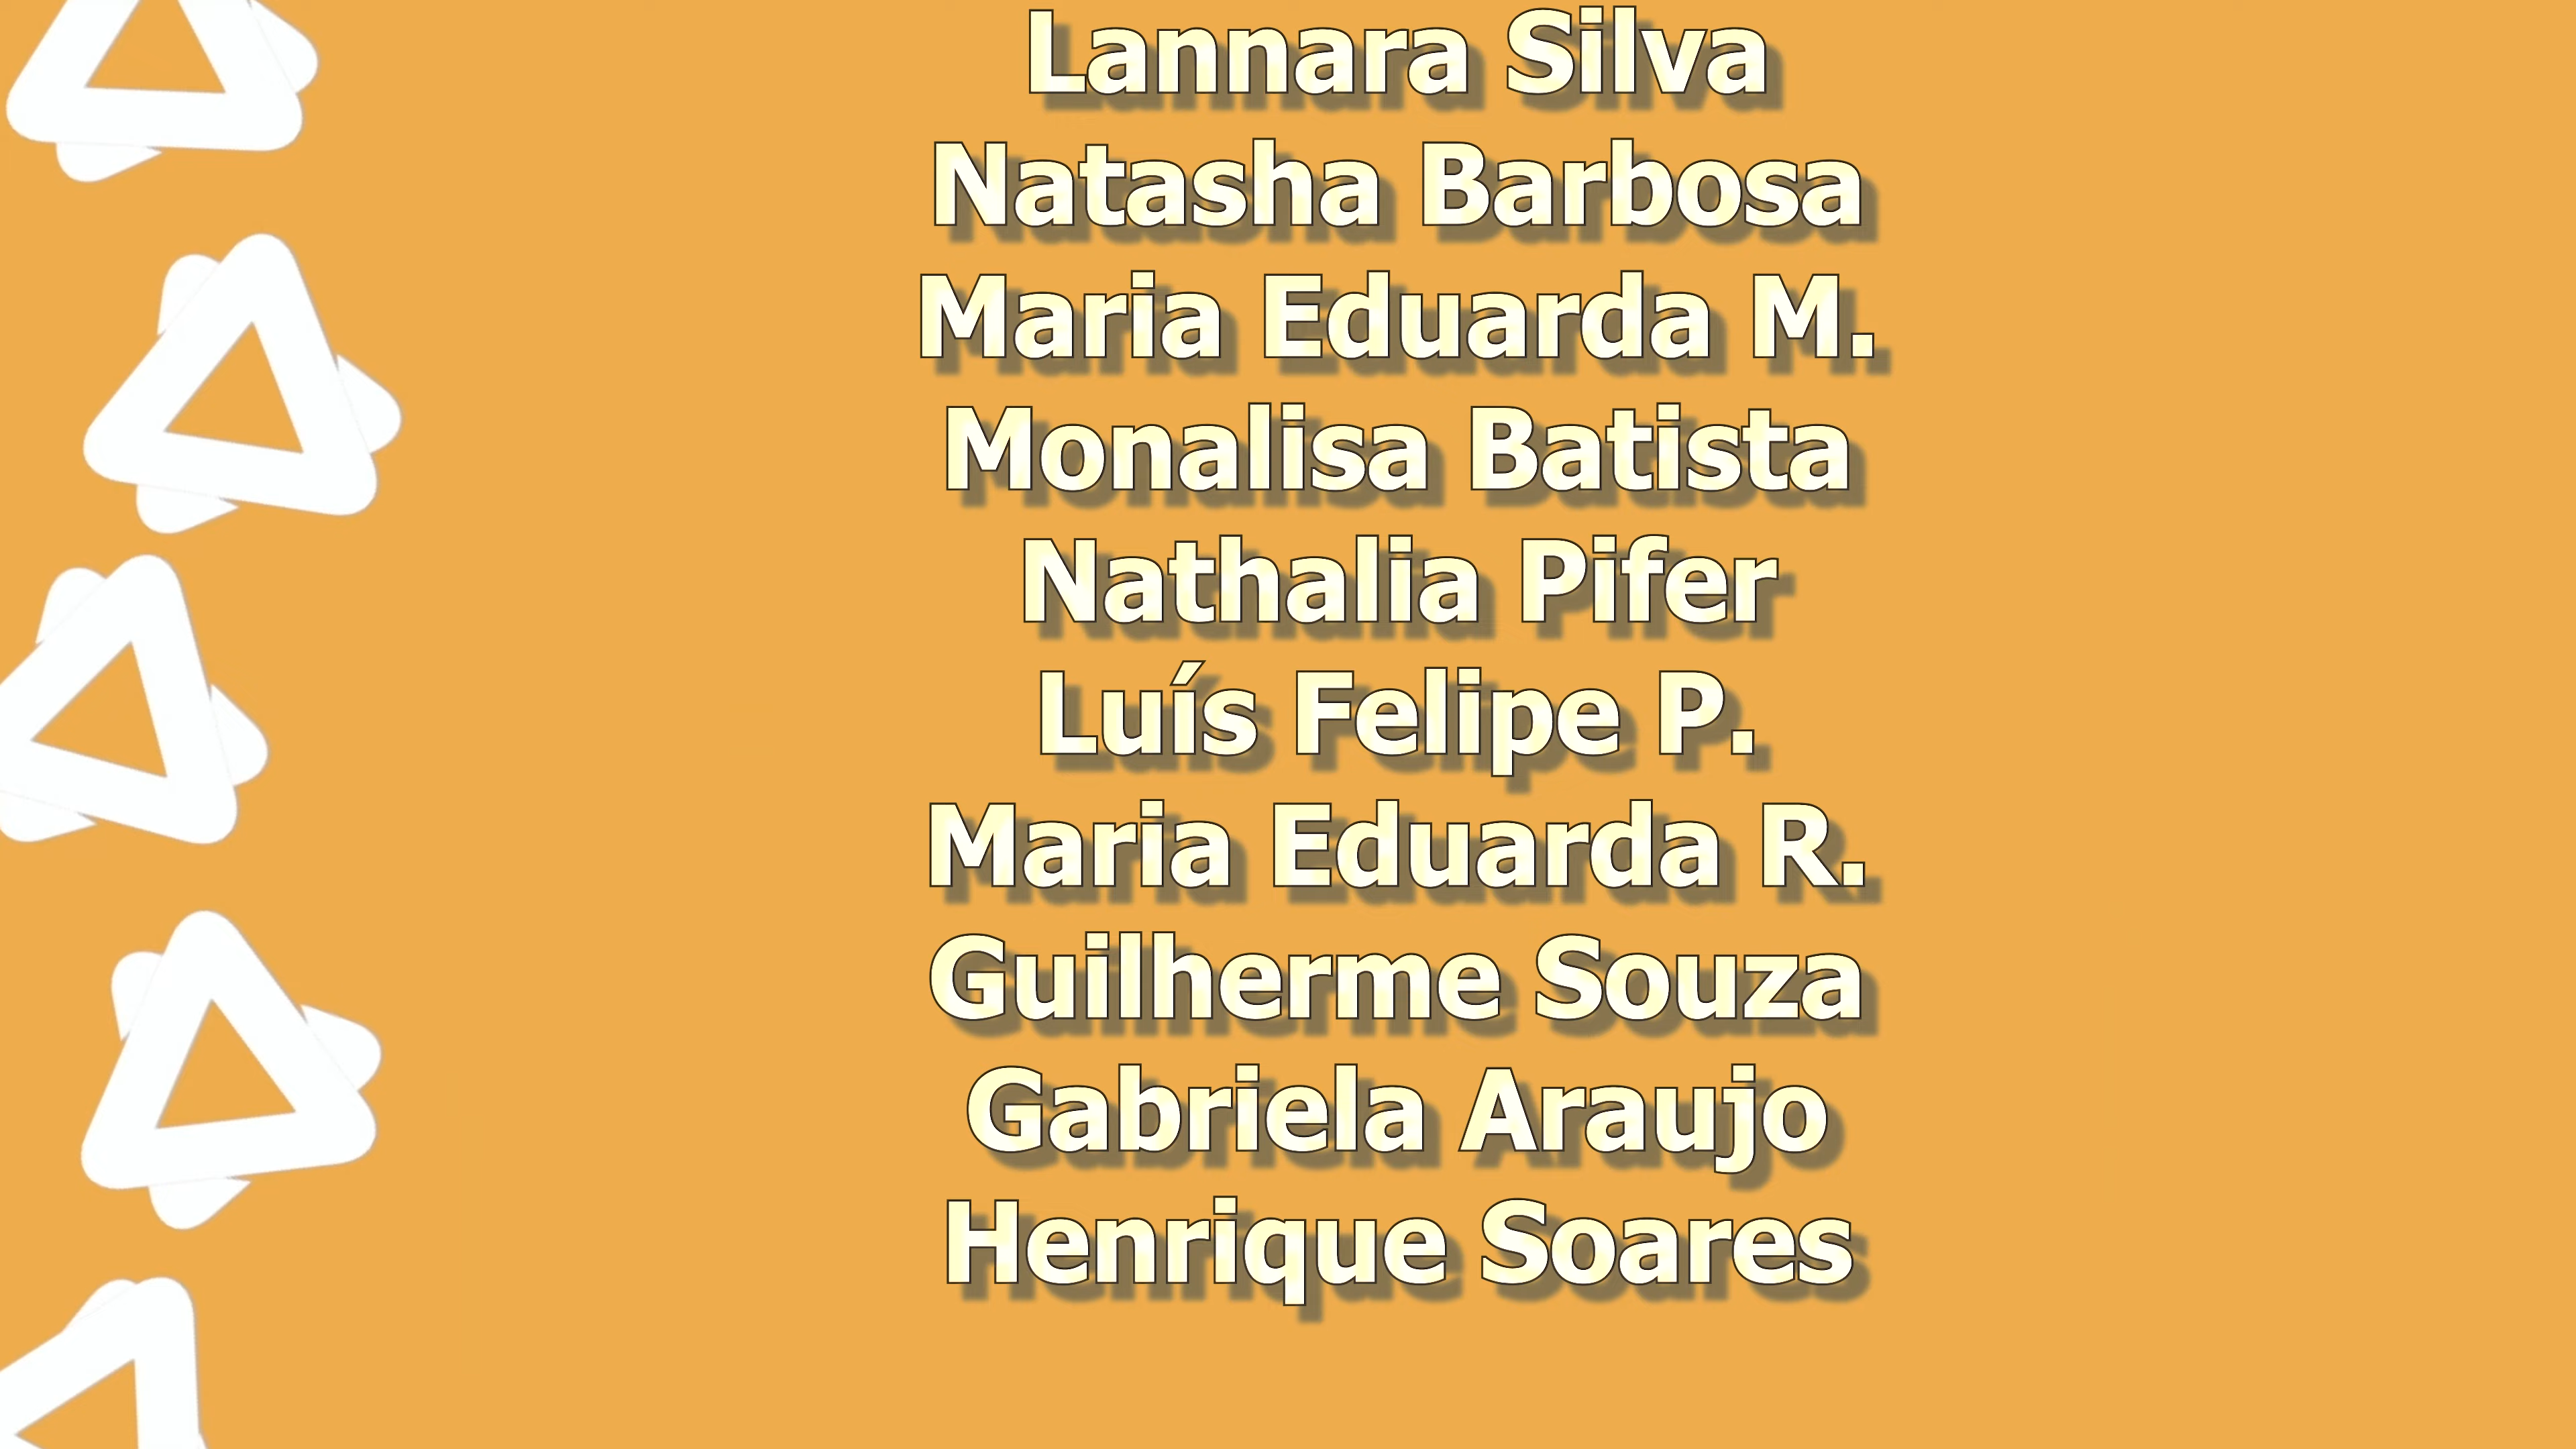 Lannara Silva
Natasha Barbosa
Maria Eduarda M.
Monalisa Batista
Nathalia Pifer
Luís Felipe P.
Maria Eduarda R.
Guilherme Souza
Gabriela Araujo
Henrique Soares